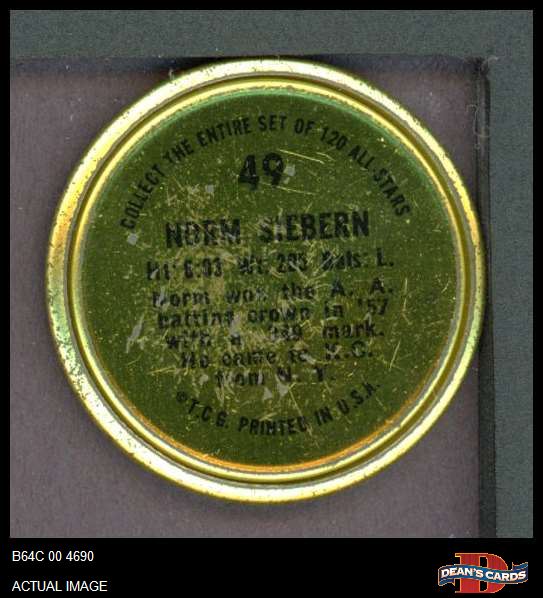 COLLECT THE ENTIRE SET OF 120 ALL-STARS
49
NORM SIEBERN
Ht: 6:03 Wt: 205 Bats: L.
Norm won the A. A.
batting crown in '57
with a .349 mark.
He came to K.C.
from N. Y.
©T.C.G. PRINTED IN U.S.A.
B64C 00 4690
ACTUAL IMAGE
DEAN'S CARDS